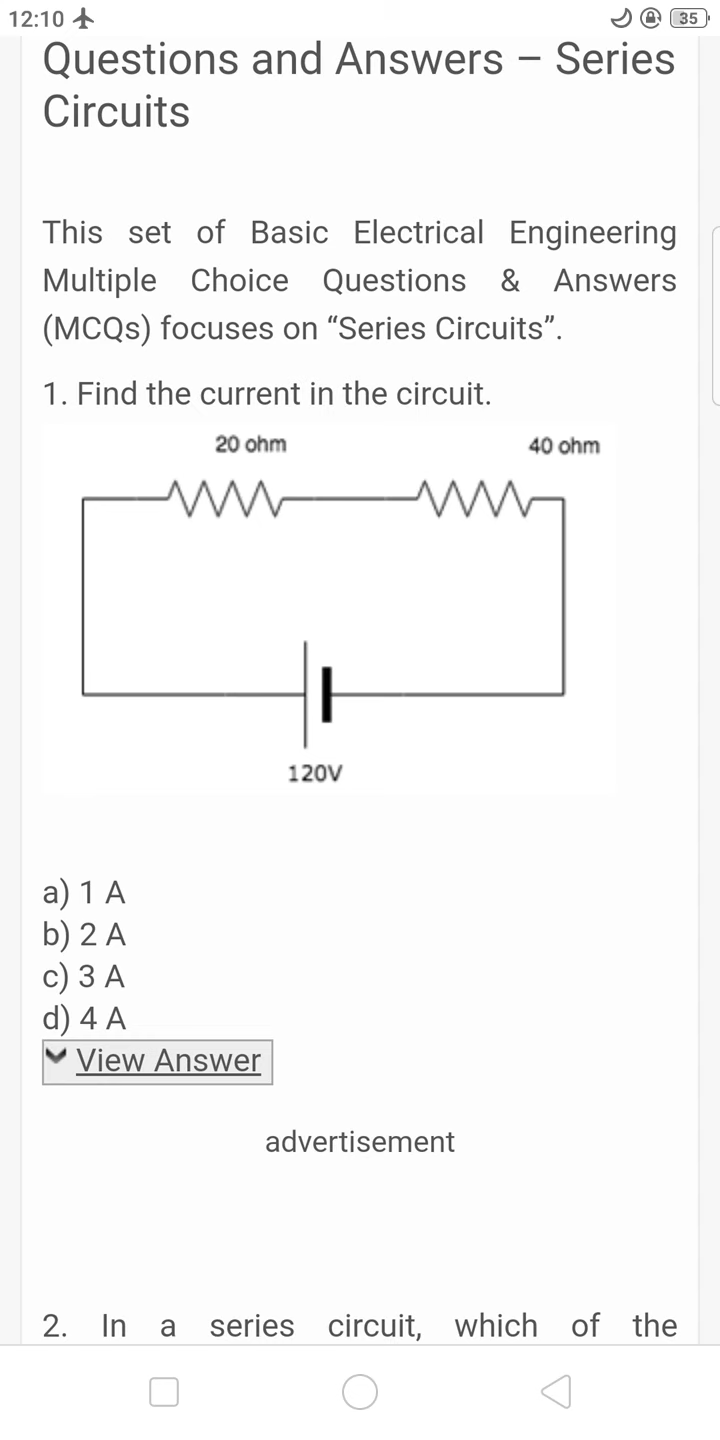 12:10
35
Questions and Answers – Series
Circuits
This set of Basic Electrical Engineering
Multiple Choice Questions & Answers
(MCQs) focuses on “Series Circuits”.
1. Find the current in the circuit.
20 ohm 40 ohm
120V
a) 1 A
b) 2 A
c) 3 A
d) 4 A
View Answer
advertisement
2. In a series circuit, which of the